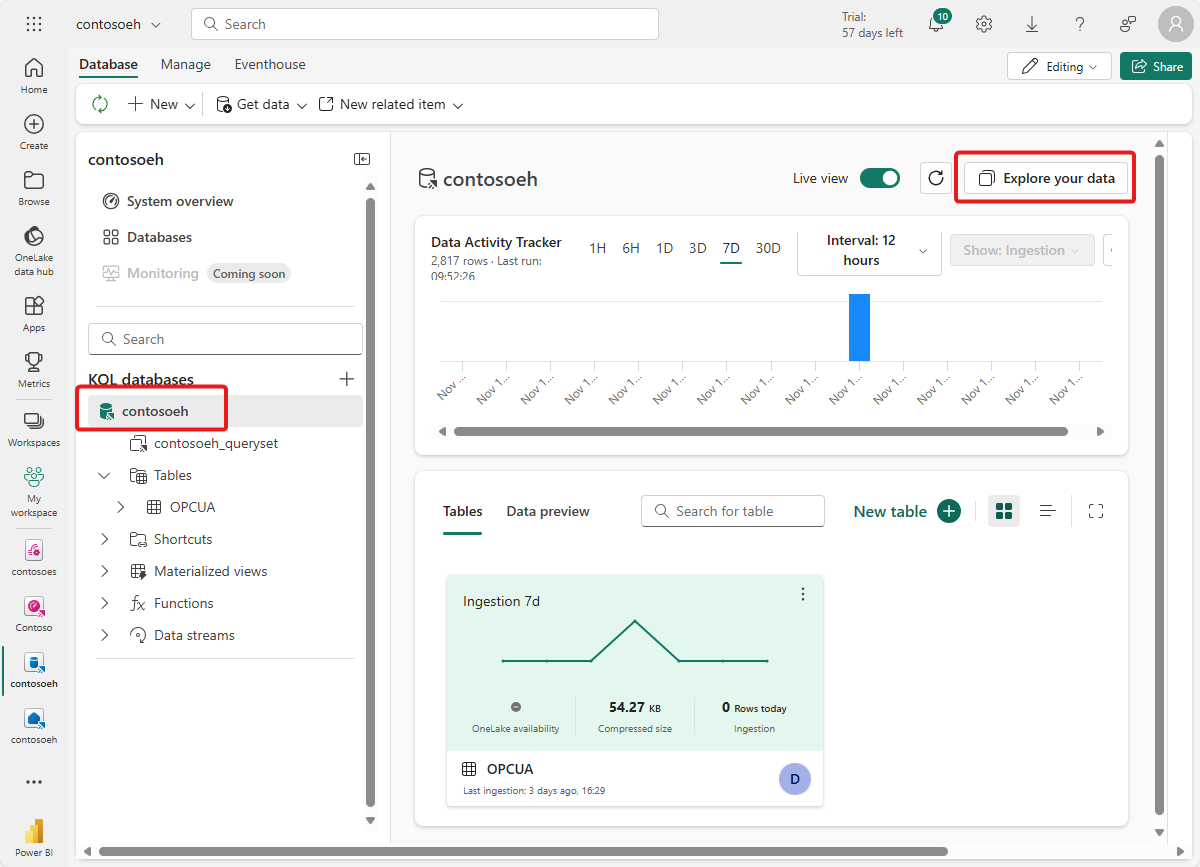 contosoeh
Search
Trial:
57 days left
10
Home
Create
Browse
OneLake
data hub
Apps
Metrics
Workspaces
My
workspace
contosoes
Contoso
contosoeh
contosoeh
Power BI
Database
Manage
Eventhouse
Editing
Share
New
Get data
New related item
contosoeh
System overview
Databases
Monitoring
Coming soon
Search
KQL databases
contosoeh
contosoeh_queryset
Tables
OPCUA
Shortcuts
Materialized views
Functions
Data streams
contosoeh
Live view
Explore your data
Data Activity Tracker
2,817 rows · Last run:
09:52:26
1H 6H 1D 3D 7D 30D
Interval: 12
hours
Show: Ingestion
Nov ... Nov 1... Nov 1... Nov 1... Nov 1... Nov 1... Nov 1... Nov 1... Nov 1... Nov 1... Nov 1... Nov 1... Nov 1... Nov 1... Nov 1...
Tables
Data preview
Search for table
New table
Ingestion 7d
OneLake availability
54.27 KB
Compressed size
0 Rows today
Ingestion
OPCUA
Last ingestion: 3 days ago, 16:29
D